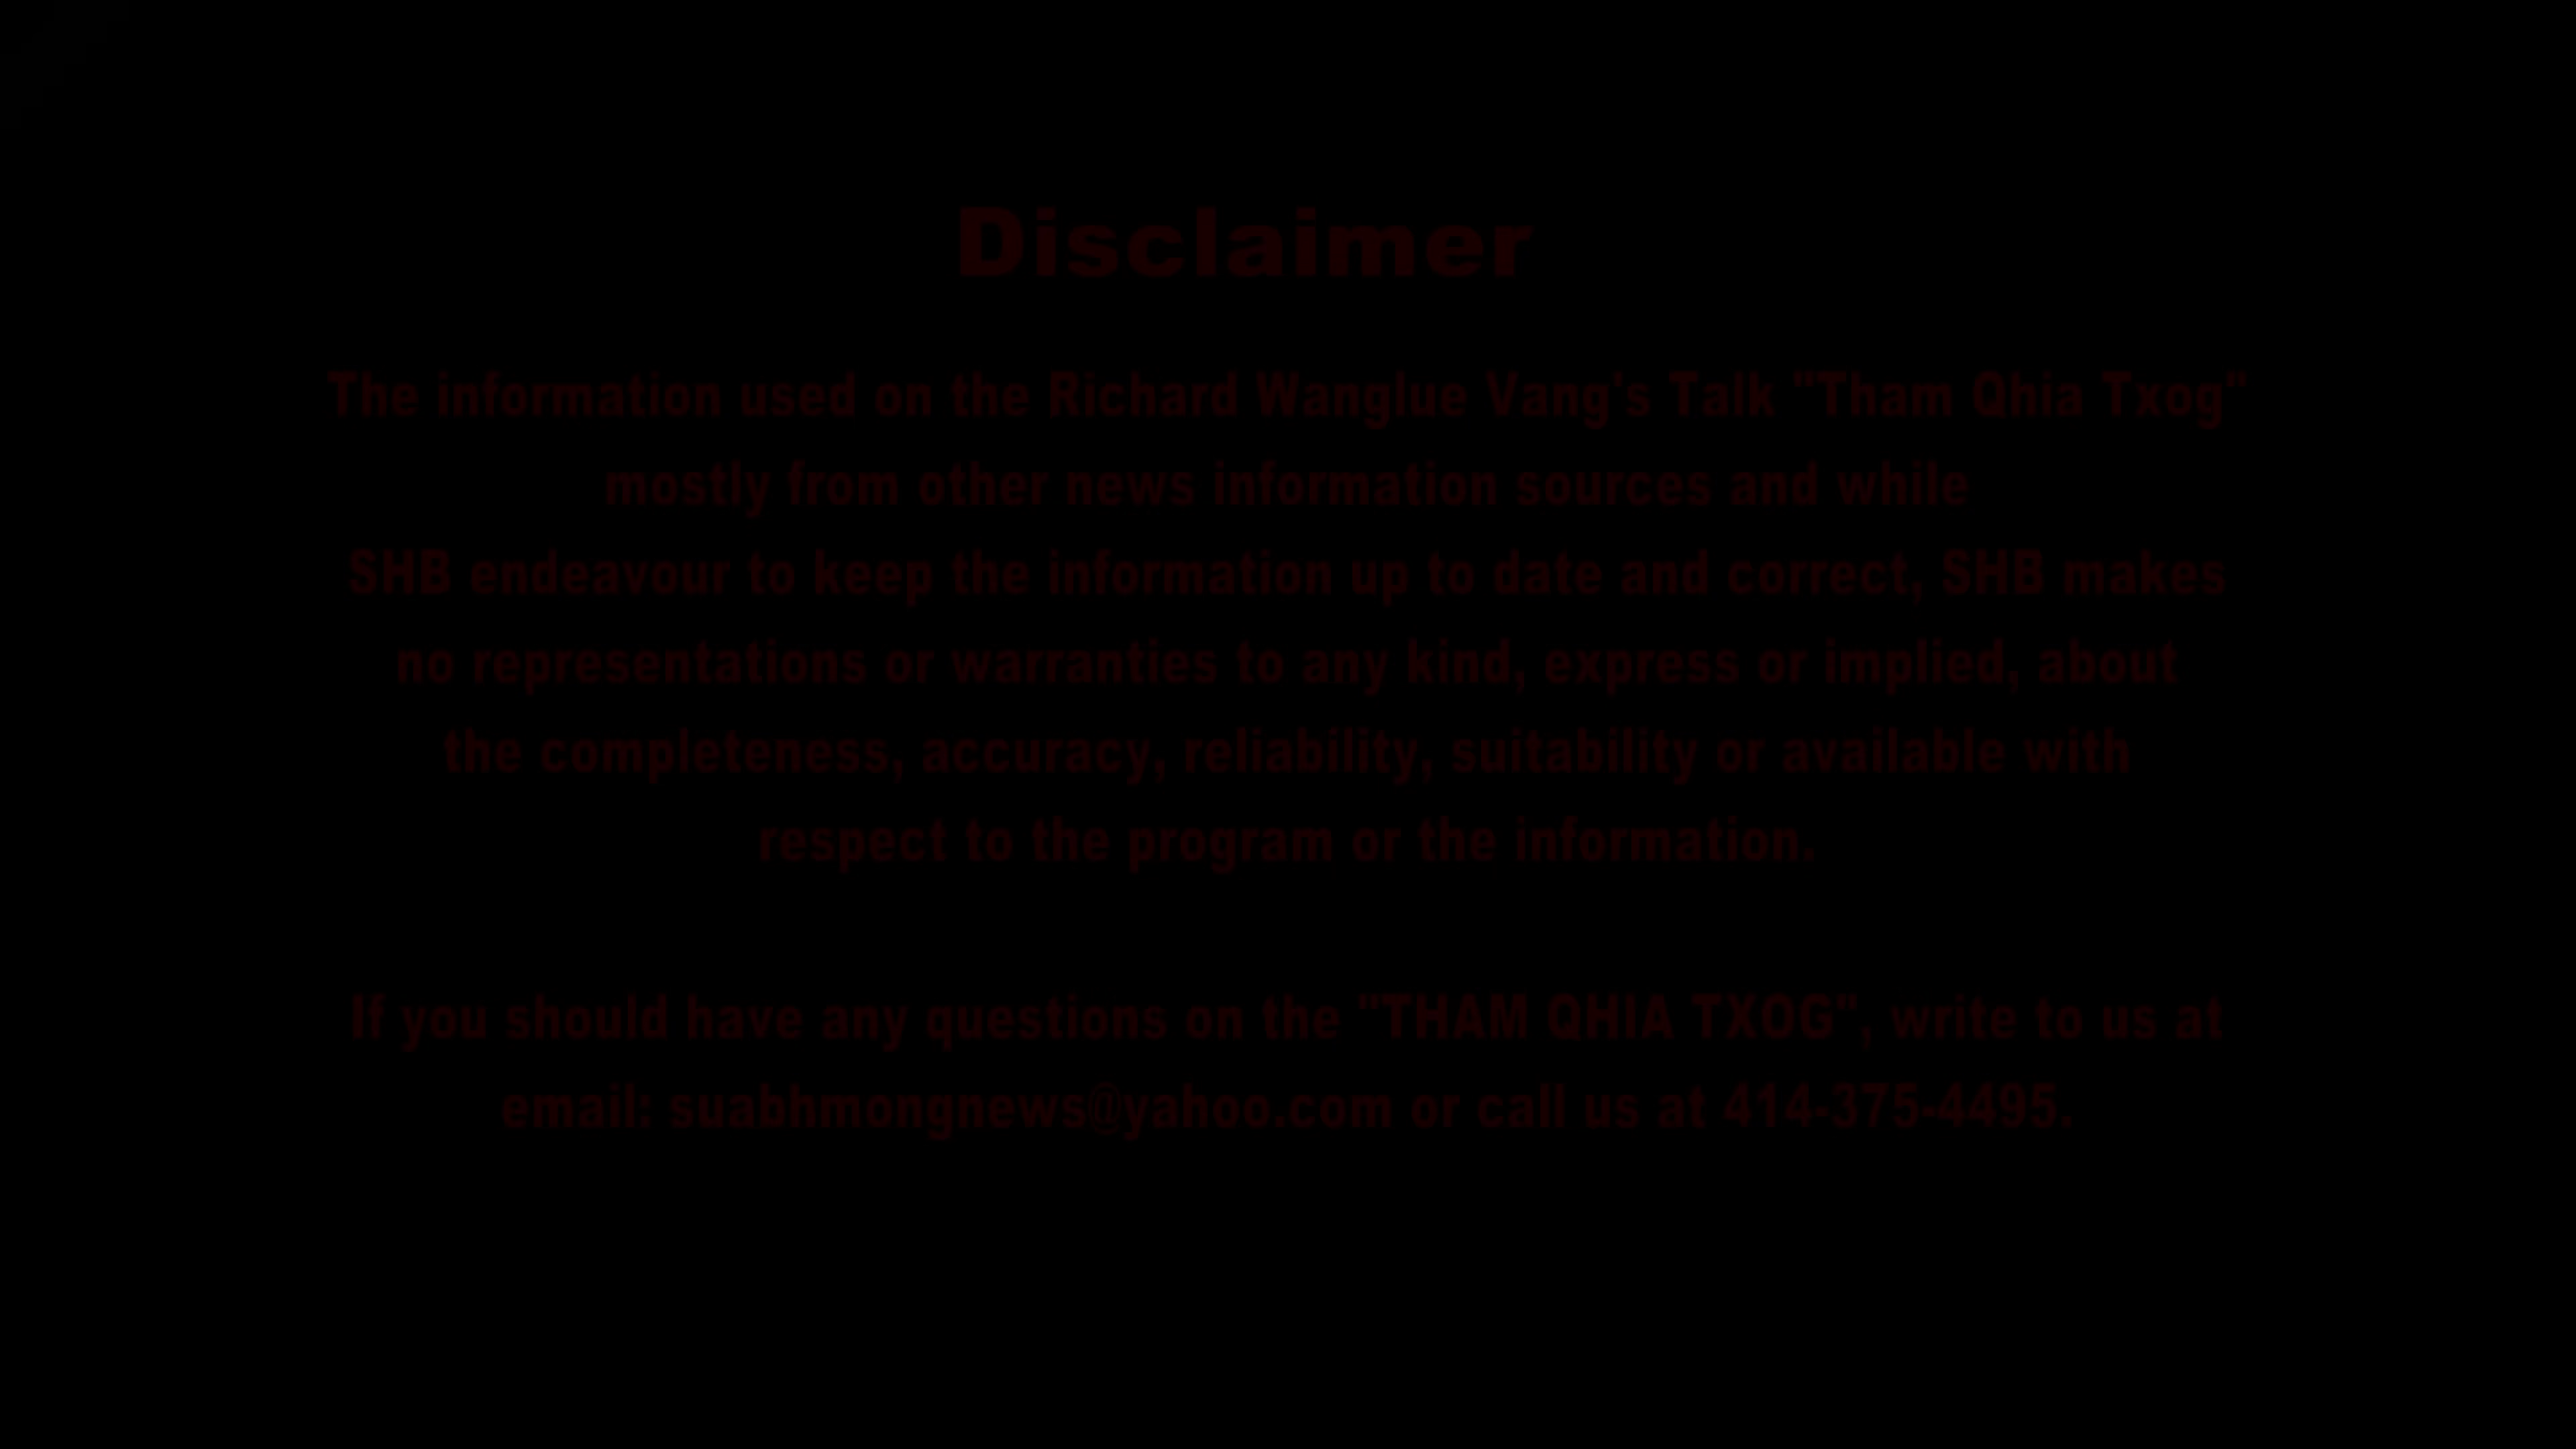 Disclaimer
The information used on the Richard Wanglue Vang's Talk "Tham Qhia Txog"
mostly from other news information sources and while
SHB endeavour to keep the information up to date and correct, SHB makes
no representations or warranties to any kind, express or implied, about
the completeness, accuracy, reliability, suitability or available with
respect to the program or the information.
If you should have any questions on the "THAM QHIA TXOG", write to us at
email: suabhmongnews@yahoo.com or call us at 414-375-4495.